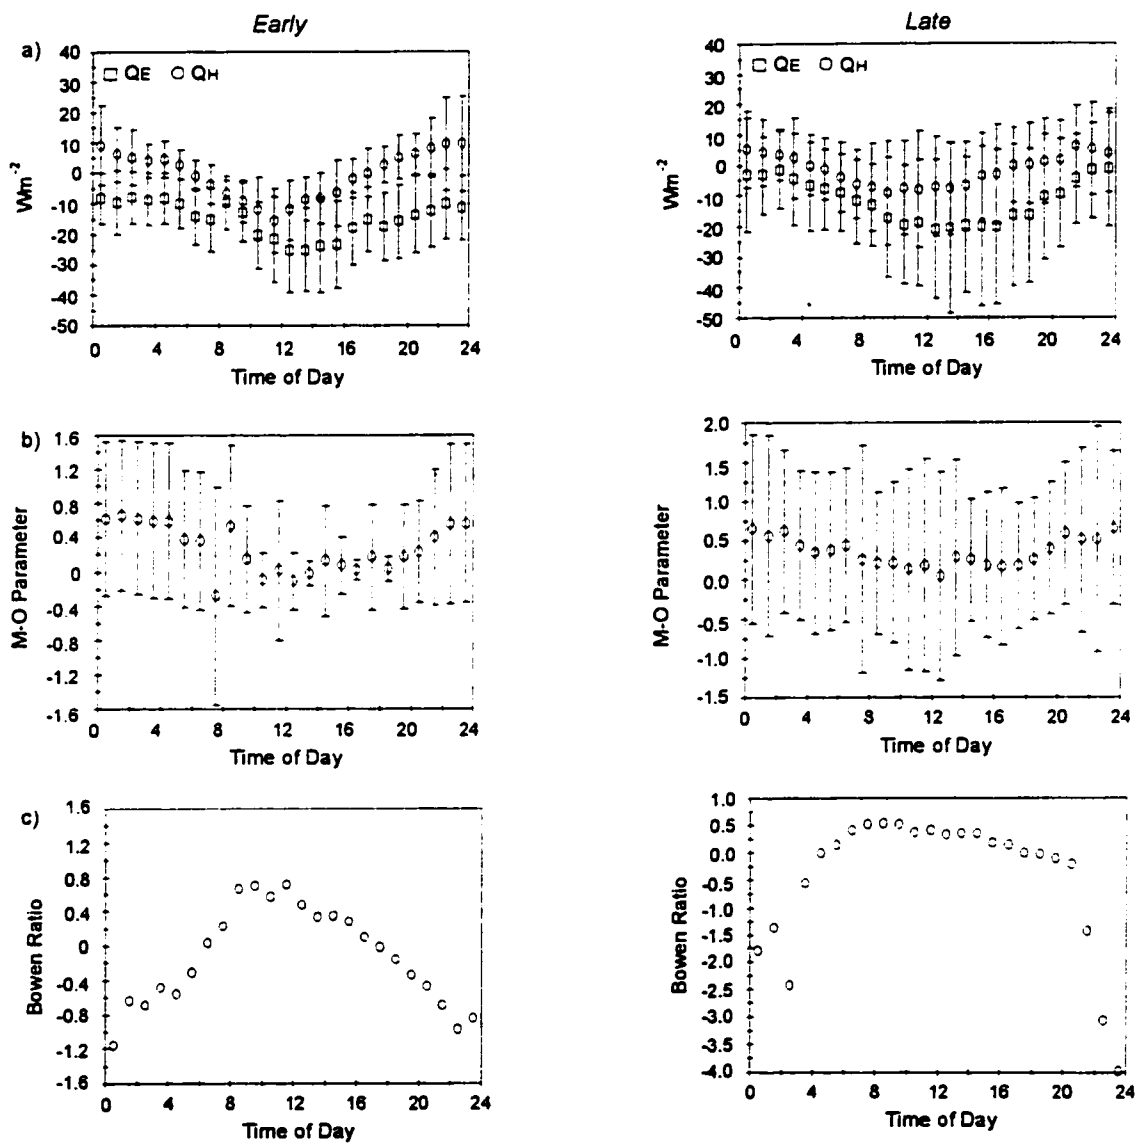 Early
Late
a)
40
30
20
10
0
-10
-20
-30
-40
-50
Wm-2
QE QH
0 4 8 12 16 20 24
Time of Day
40
30
20
10
0
-10
-20
-30
-40
-50
Wm-2
QE QH
0 4 8 12 16 20 24
Time of Day
b)
1.6
1.2
0.8
0.4
0
-0.4
-0.8
-1.2
-1.6
M-O Parameter
0 4 8 12 16 20 24
Time of Day
2.0
1.5
1.0
0.5
0.0
-0.5
-1.0
-1.5
M-O Parameter
0 4 8 12 16 20 24
Time of Day
c)
1.6
1.2
0.8
0.4
0
-0.4
-0.8
-1.2
-1.6
Bowen Ratio
0 4 8 12 16 20 24
Time of Day
1.0
0.5
0.0
-0.5
-1.0
-1.5
-2.0
-2.5
-3.0
-3.5
-4.0
Bowen Ratio
0 4 8 12 16 20 24
Time of Day